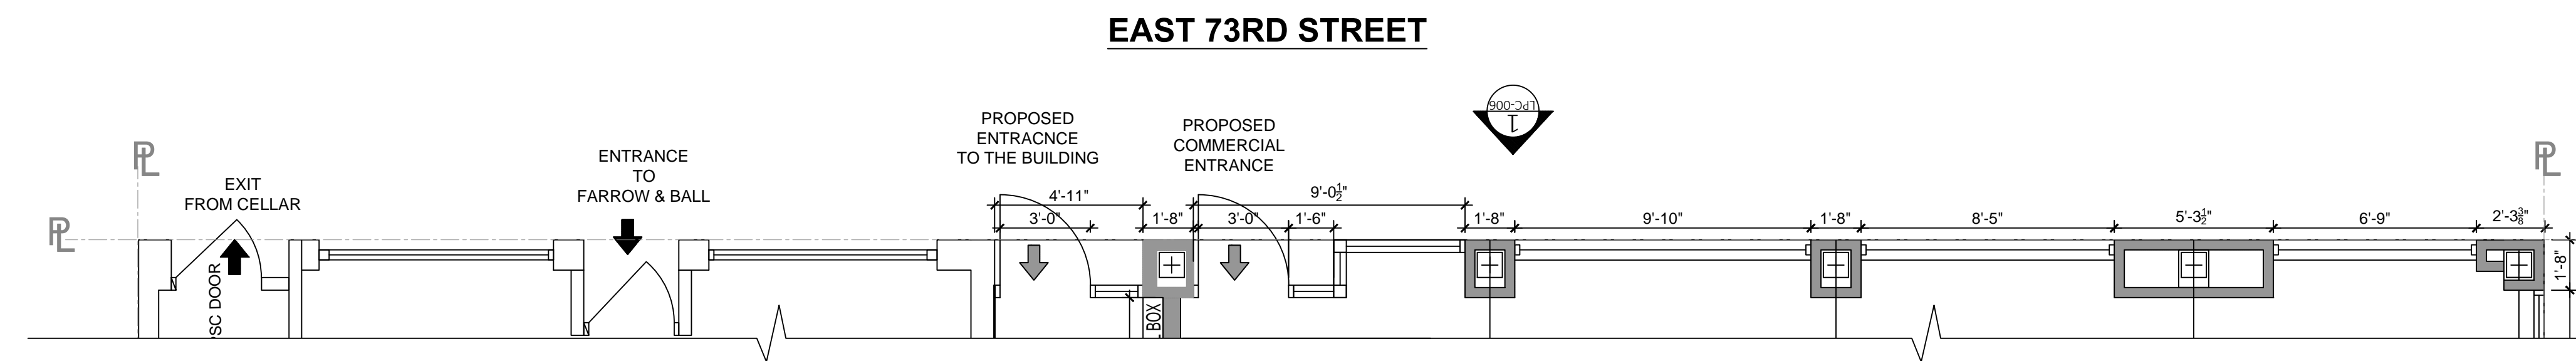 EAST 73RD STREET
LPC-006
1
PL
PL
PL
EXIT
FROM CELLAR
ENTRANCE
TO
FARROW & BALL
PROPOSED
ENTRACNCE
TO THE BUILDING
PROPOSED
COMMERCIAL
ENTRANCE
4'-11"
9'-0½"
3'-0"
1'-8"
3'-0"
1'-6"
1'-8"
9'-10"
1'-8"
8'-5"
5'-3½"
6'-9"
2'-3⅜"
1'-8"
SC DOOR
BOX